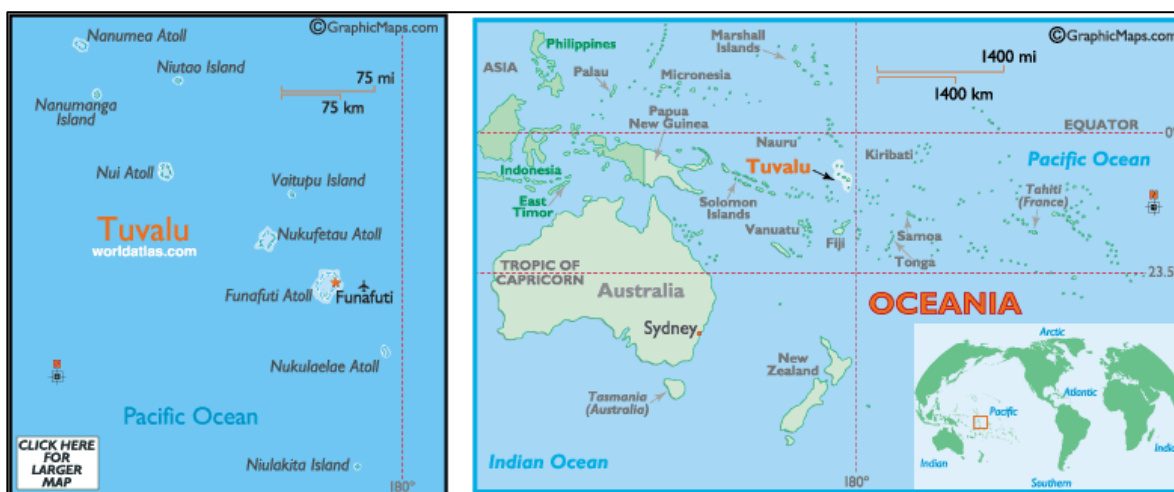 ©GraphicMaps.com
Nanumea Atoll
Niutao Island
75 mi
75 km
Nanumanga
Island
Nui Atoll
Vaitupu Island
Tuvalu
worldatlas.com
Nukufetau Atoll
Funafuti Atoll
Funafuti
Nukulaelae Atoll
Pacific Ocean
CLICK HERE
FOR
LARGER
MAP
Niulakita Island
180°
©GraphicMaps.com
Philippines
Marshall
Islands
1400 mi
ASIA
Palau
Micronesia
1400 km
Papua
New Guinea
EQUATOR
0°
Nauru
Kiribati
Pacific Ocean
Tuvalu
Indonesia
East
Timor
Solomon
Islands
Tahiti
(France)
Vanuatu
Fiji
Samoa
Tonga
TROPIC OF
CAPRICORN
23.5
Australia
OCEANIA
Sydney
New
Zealand
Tasmania
(Australia)
Indian Ocean
180°
Arctic
Atlantic
Pacific
Indian
India
Southern